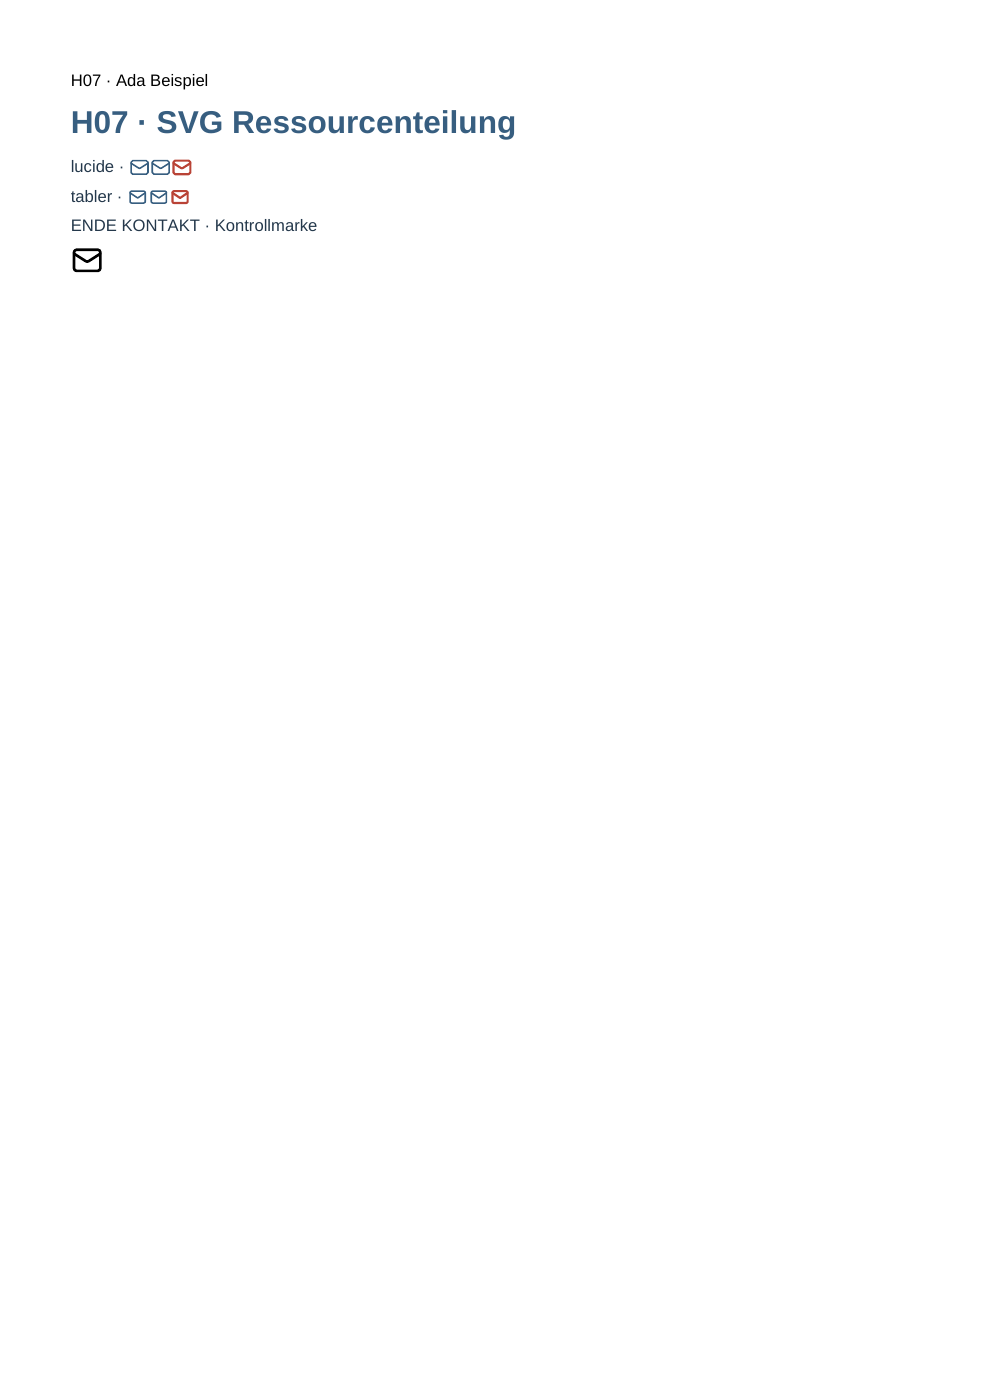 H07 · Ada Beispiel
H07 · SVG Ressourcenteilung
lucide ·
tabler ·
ENDE KONTAKT · Kontrollmarke